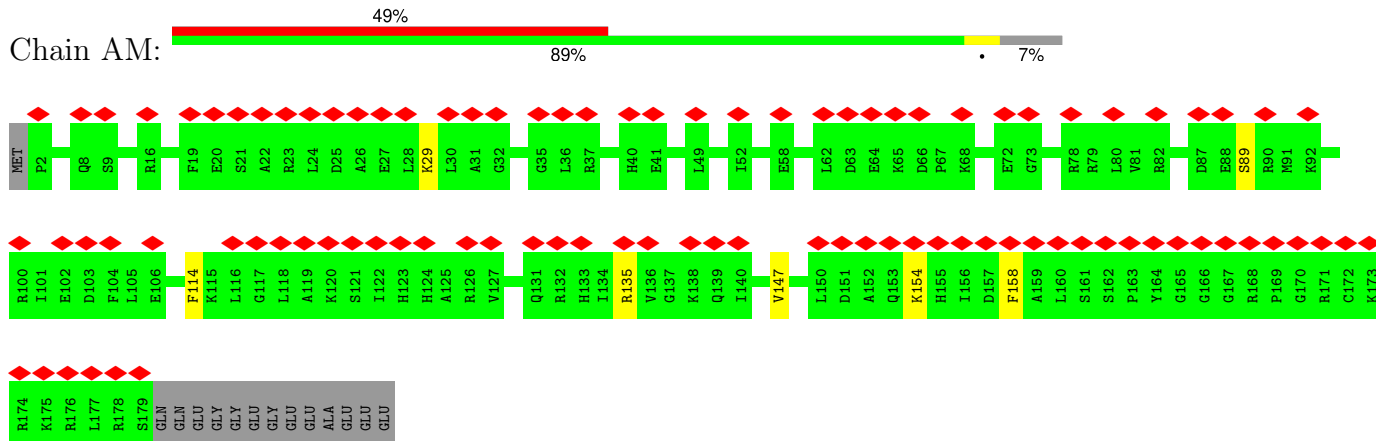 49%
Chain AM:
89% • 7%
MET P2 Q8 S9 R16 F19 E20 S21 A22 R23 L24 D25 A26 E27 L28 K29 L30 A31 G32 G35 L36 R37 H40 E41 L49 I52 E58 L62 D63 E64 K65 D66 P67 K68 E72 G73 R78 R79 L80 V81 R82 D87 E88 S89 R90 M91 K92
R100 I101 E102 D103 F104 L105 E106 F114 K115 L116 G117 L118 A119 K120 S121 I122 H123 H124 A125 R126 V127 Q131 R132 H133 I134 R135 V136 G137 K138 Q139 I140 V147 L150 D151 A152 Q153 K154 H155 I156 D157 F158 A159 L160 S161 S162 P163 Y164 G165 G166 G167 R168 P169 G170 R171 C172 K173
R174 K175 R176 L177 R178 S179 GLN GLN GLU GLY GLY GLU GLY GLU GLU ALA GLU GLU GLU